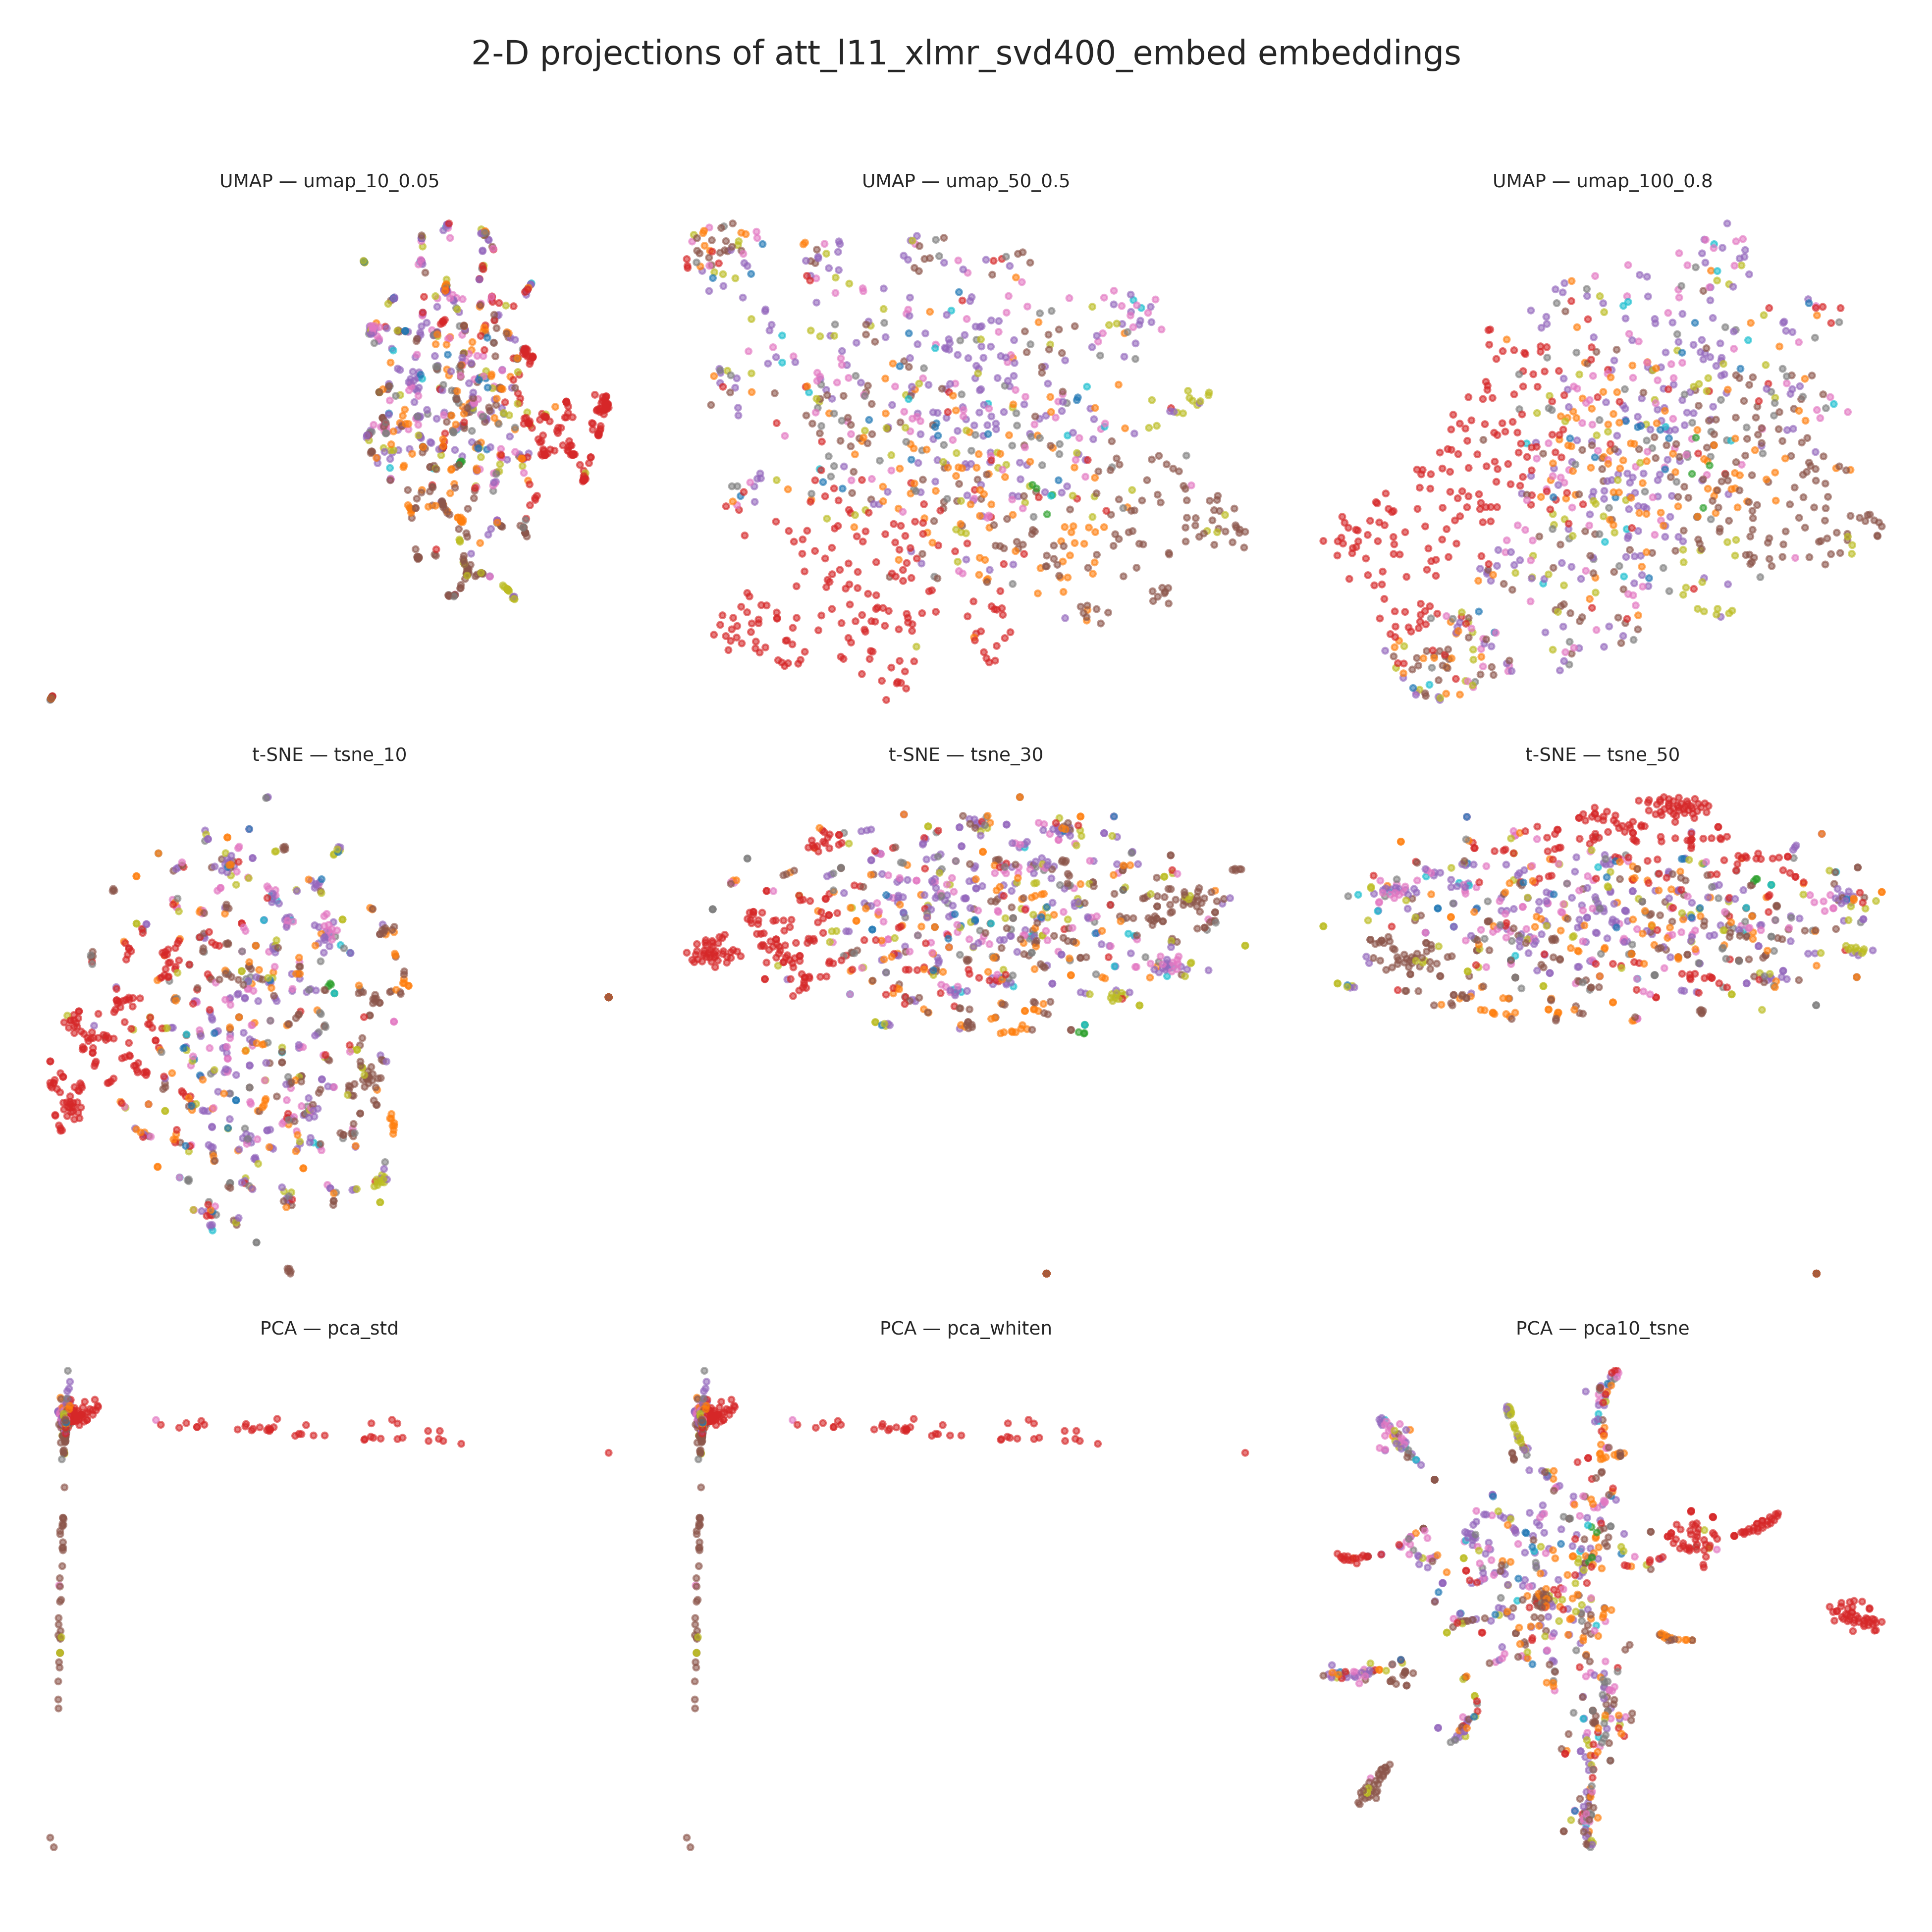 2-D projections of att_l11_xlmr_svd400_embed embeddings
UMAP — umap_10_0.05
UMAP — umap_50_0.5
UMAP — umap_100_0.8
t-SNE — tsne_10
t-SNE — tsne_30
t-SNE — tsne_50
PCA — pca_std
PCA — pca_whiten
PCA — pca10_tsne